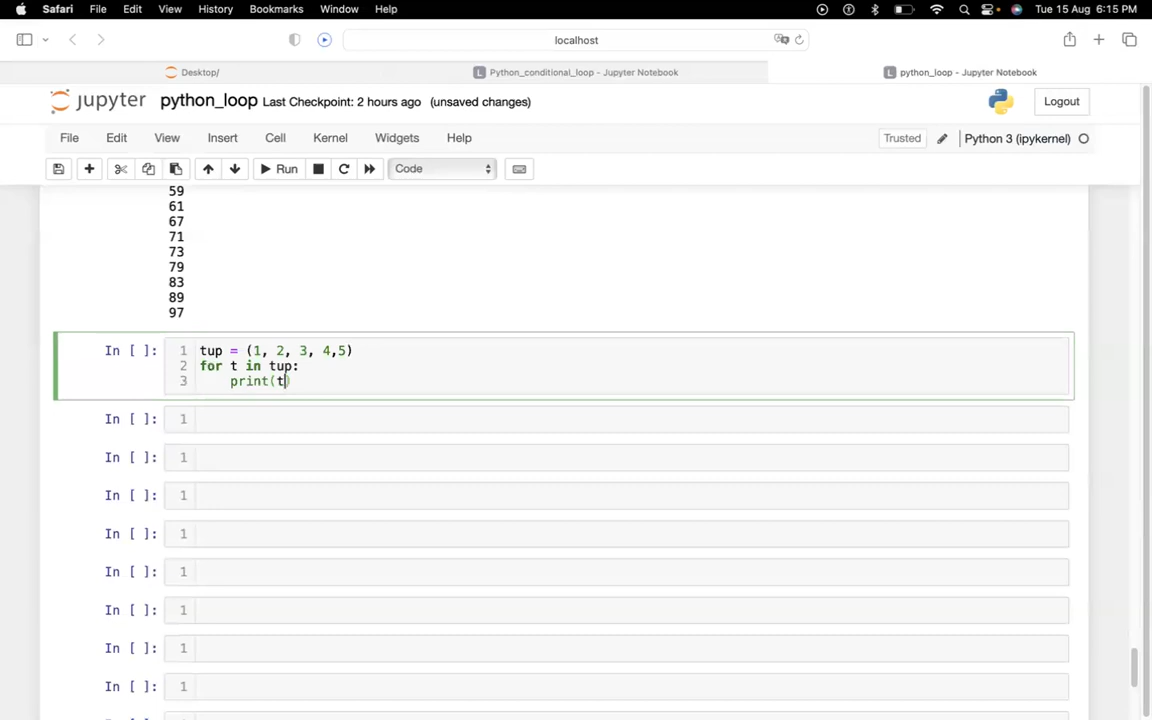 Safari File Edit View History Bookmarks Window Help Tue 15 Aug 6:15 PM
localhost
Desktop/ Python_conditional_loop - Jupyter Notebook python_loop - Jupyter Notebook
jupyter python_loop Last Checkpoint: 2 hours ago (unsaved changes) Logout
File Edit View Insert Cell Kernel Widgets Help Trusted Python 3 (ipykernel)
Run Code
59
61
67
71
73
79
83
89
97
In [ ]: 1 tup = (1, 2, 3, 4,5)
2 for t in tup:
3 print(t)
In [ ]: 1
In [ ]: 1
In [ ]: 1
In [ ]: 1
In [ ]: 1
In [ ]: 1
In [ ]: 1
In [ ]: 1